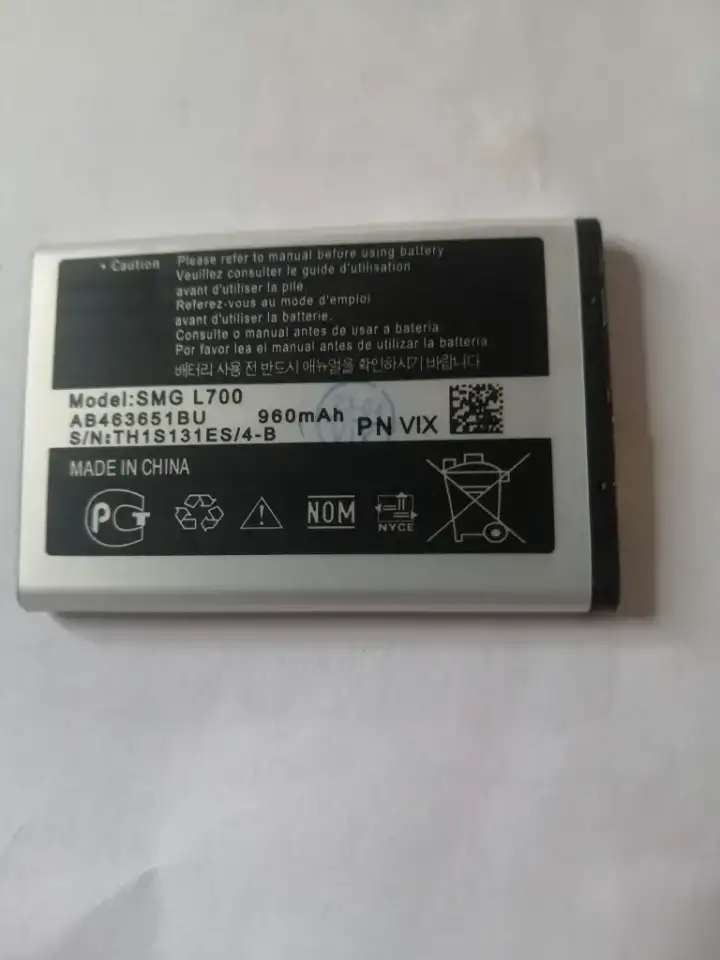 Caution
Please refer to manual before using battery
Veuillez consulter le guide d'utilisation
avant d'utiliser la pile.
Referez-vous au mode d'emploi
avant d'utiliser la batterie.
Consulte o manual antes de usar a bateria
Por favor lea el manual antes de utilizar la bateria
배터리 사용 전 반드시 매뉴얼을 확인하시기 바랍니다
Model:SMG L700
AB463651BU 960mAh
S/N:TH1S131ES/4-B
PN VIX
MADE IN CHINA
PCT
NOM
NYCE